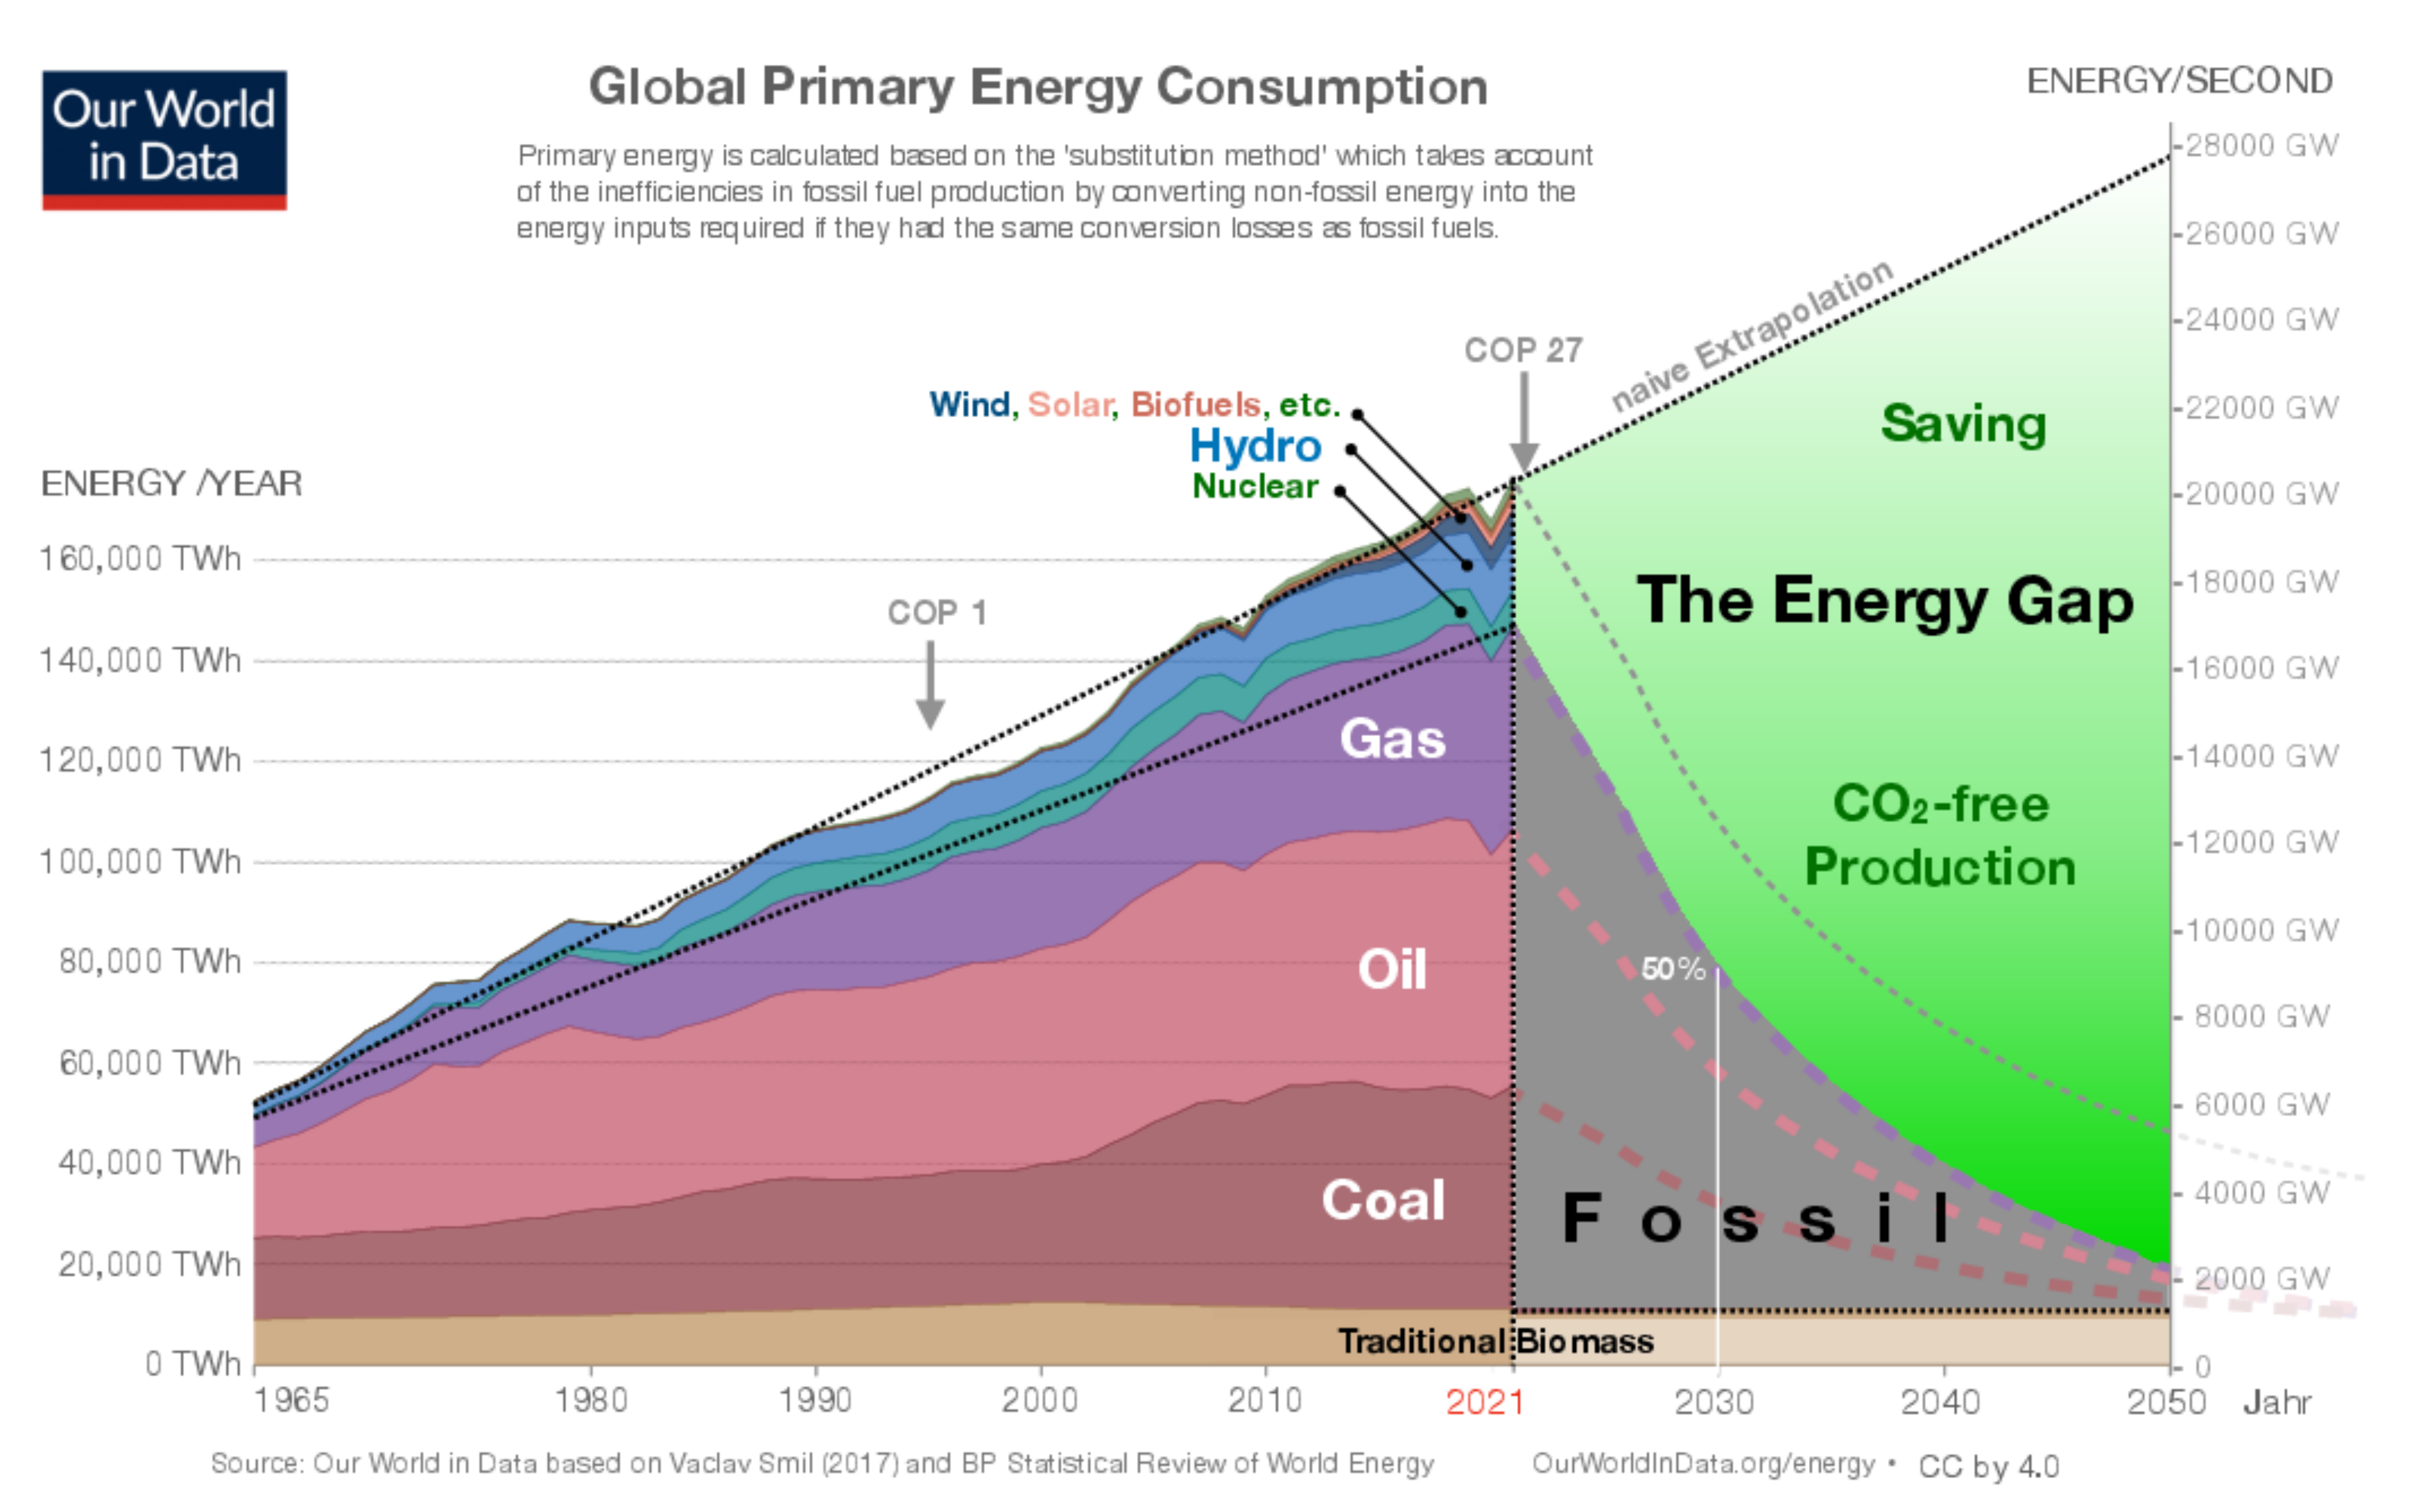 Our World
in Data
Global Primary Energy Consumption
Primary energy is calculated based on the 'substitution method' which takes account
of the inefficiencies in fossil fuel production by converting non-fossil energy into the
energy inputs required if they had the same conversion losses as fossil fuels.
ENERGY/SECOND
28000 GW
26000 GW
24000 GW
22000 GW
20000 GW
18000 GW
16000 GW
14000 GW
12000 GW
10000 GW
8000 GW
6000 GW
4000 GW
2000 GW
0
naive Extrapolation
COP 27
Wind, Solar, Biofuels, etc.
Hydro
Nuclear
COP 1
ENERGY /YEAR
160,000 TWh
140,000 TWh
120,000 TWh
100,000 TWh
80,000 TWh
60,000 TWh
40,000 TWh
20,000 TWh
0 TWh
Saving
The Energy Gap
CO₂-free
Production
Gas
Oil
Coal
50%
Fossil
Traditional Biomass
1965 1980 1990 2000 2010 2021 2030 2040 2050 Jahr
Source: Our World in Data based on Vaclav Smil (2017) and BP Statistical Review of World Energy
OurWorldInData.org/energy • CC by 4.0